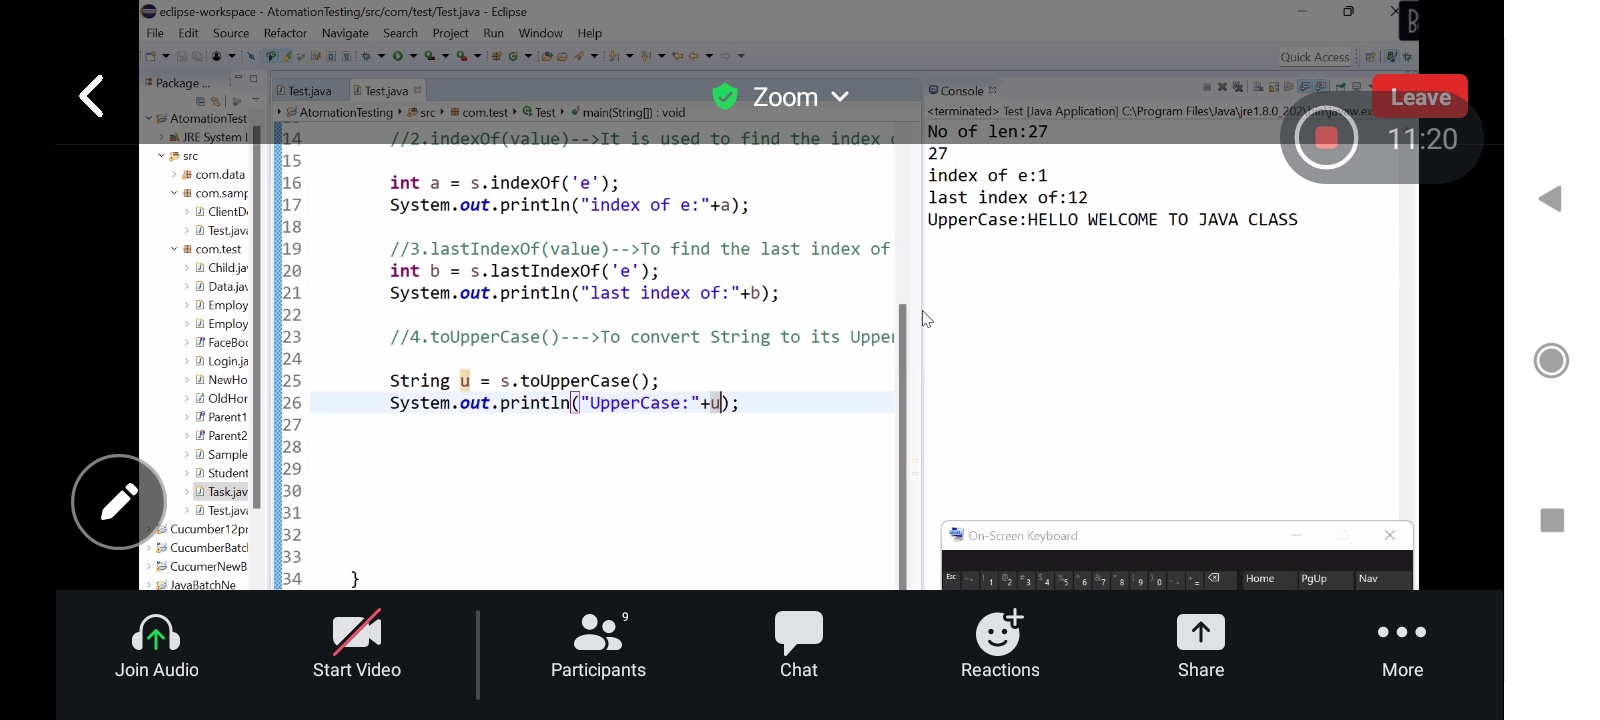 eclipse-workspace - AtomationTesting/src/com/test/Test.java - Eclipse
File Edit Source Refactor Navigate Search Project Run Window Help
Quick Access
Package ...
Test.java
Test.java
Zoom
Console
Leave
AtomationTesting src com.test Test main(String[]) : void
<terminated> Test [Java Application] C:\Program Files\Java\jre1.8.0_202\bin\javaw.ex
11:20
AtomationTest
JRE System l
src
com.data
com.samp
ClientD
Test.java
com.test
Child.jav
Data.jav
Employ
Employ
FaceBoo
Login.ja
NewHo
OldHor
Parent1
Parent2
Sample
Student
Task.jav
Test.java
Cucumber12pr
CucumberBatcl
CucumerNewB
JavaBatchNe
14 //2.indexOf(value)-->It is used to find the index
15
16 int a = s.indexOf('e');
17 System.out.println("index of e:"+a);
18
19 //3.lastIndexOf(value)-->To find the last index of
20 int b = s.lastIndexOf('e');
21 System.out.println("last index of:"+b);
22
23 //4.toUpperCase()--->To convert String to its Upper
24
25 String u = s.toUpperCase();
26 System.out.println("UpperCase:"+u);
27
28
29
30
31
32
33
34 }
No of len:27
27
index of e:1
last index of:12
UpperCase:HELLO WELCOME TO JAVA CLASS
On-Screen Keyboard
Esc 1 2 3 4 5 6 7 8 9 0 - = Home PgUp Nav
Join Audio
Start Video
Participants 9
Chat
Reactions
Share
More